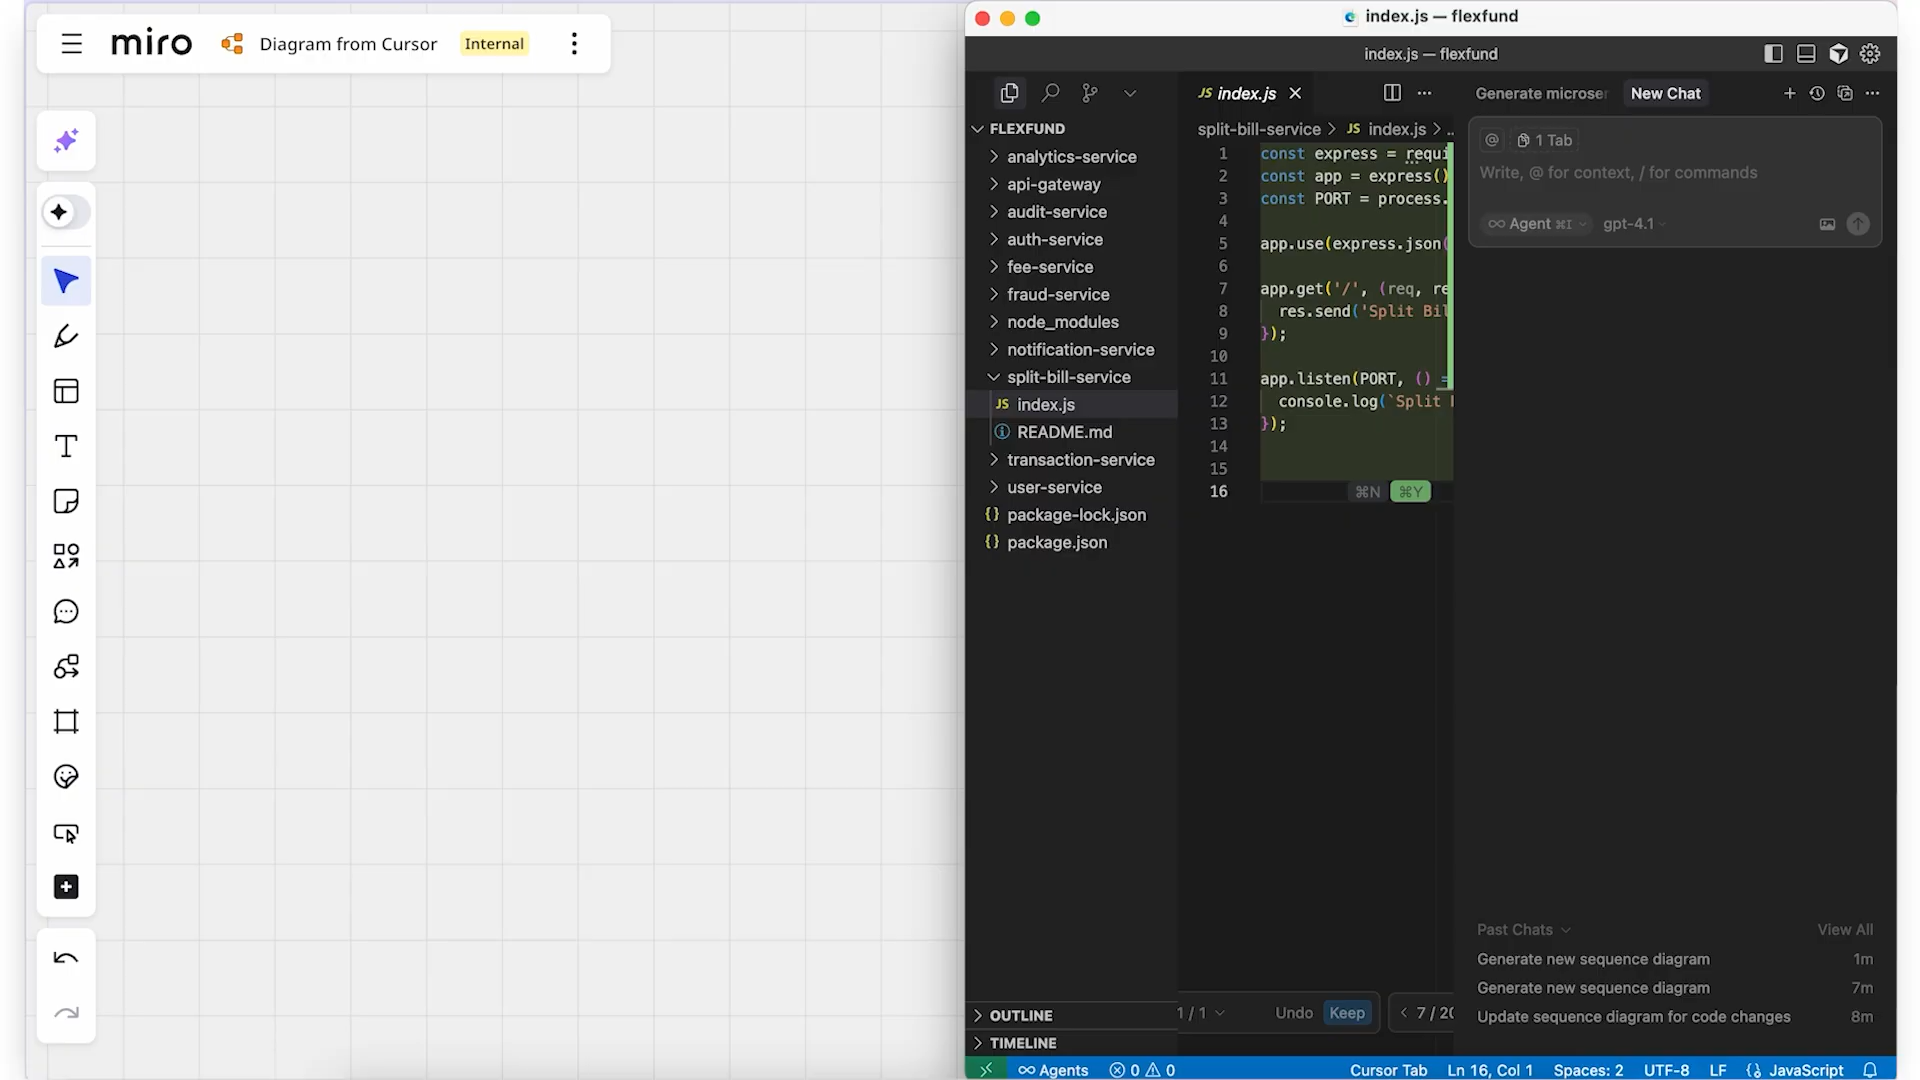 miro
Diagram from Cursor
Internal
index.js — flexfund
index.js — flexfund
FLEXFUND
analytics-service
api-gateway
audit-service
auth-service
fee-service
fraud-service
node_modules
notification-service
split-bill-service
JS index.js
README.md
transaction-service
user-service
{} package-lock.json
{} package.json
OUTLINE
TIMELINE
JS index.js
split-bill-service > JS index.js > ..
1 const express = requi
2 const app = express()
3 const PORT = process.
4
5 app.use(express.json(
6
7 app.get('/', (req, re
8 res.send('Split Bil
9 });
10
11 app.listen(PORT, () =
12 console.log(`Split
13 });
14
15
16
⌘N ⌘Y
1 / 1 Undo Keep
7 / 20
Generate microser
New Chat
@ 1 Tab
Write, @ for context, / for commands
∞ Agent ⌘I gpt-4.1
Past Chats View All
Generate new sequence diagram 1m
Generate new sequence diagram 7m
Update sequence diagram for code changes 8m
∞ Agents 0 0 Cursor Tab Ln 16, Col 1 Spaces: 2 UTF-8 LF {} JavaScript